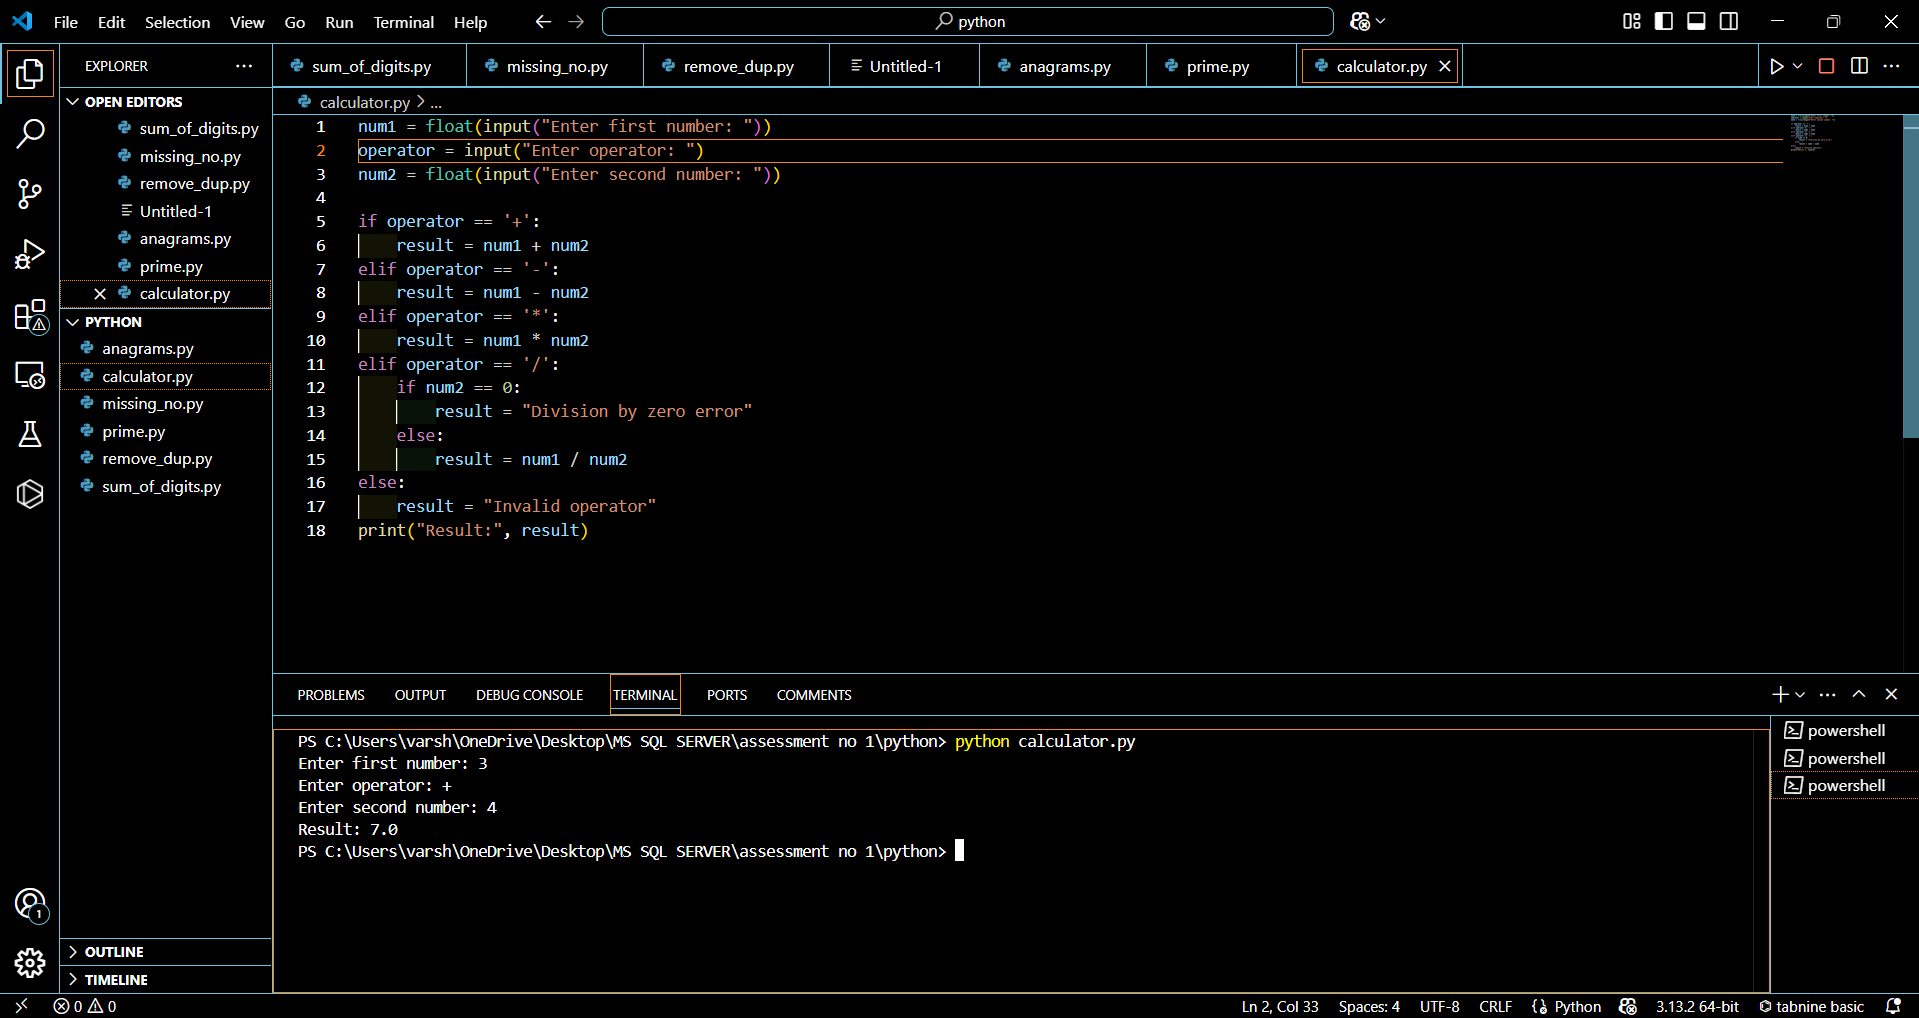 File Edit Selection View Go Run Terminal Help
python
EXPLORER
OPEN EDITORS
sum_of_digits.py
missing_no.py
remove_dup.py
Untitled-1
anagrams.py
prime.py
calculator.py
PYTHON
anagrams.py
calculator.py
missing_no.py
prime.py
remove_dup.py
sum_of_digits.py
OUTLINE
TIMELINE
sum_of_digits.py missing_no.py remove_dup.py Untitled-1 anagrams.py prime.py calculator.py
calculator.py > ...
1 num1 = float(input("Enter first number: "))
2 operator = input("Enter operator: ")
3 num2 = float(input("Enter second number: "))
4
5 if operator == '+':
6     result = num1 + num2
7 elif operator == '-':
8     result = num1 - num2
9 elif operator == '*':
10     result = num1 * num2
11 elif operator == '/':
12     if num2 == 0:
13         result = "Division by zero error"
14     else:
15         result = num1 / num2
16 else:
17     result = "Invalid operator"
18 print("Result:", result)
PROBLEMS OUTPUT DEBUG CONSOLE TERMINAL PORTS COMMENTS
PS C:\Users\varsh\OneDrive\Desktop\MS SQL SERVER\assessment no 1\python> python calculator.py
Enter first number: 3
Enter operator: +
Enter second number: 4
Result: 7.0
PS C:\Users\varsh\OneDrive\Desktop\MS SQL SERVER\assessment no 1\python>
powershell
powershell
powershell
1
0 0
Ln 2, Col 33 Spaces: 4 UTF-8 CRLF Python 3.13.2 64-bit tabnine basic